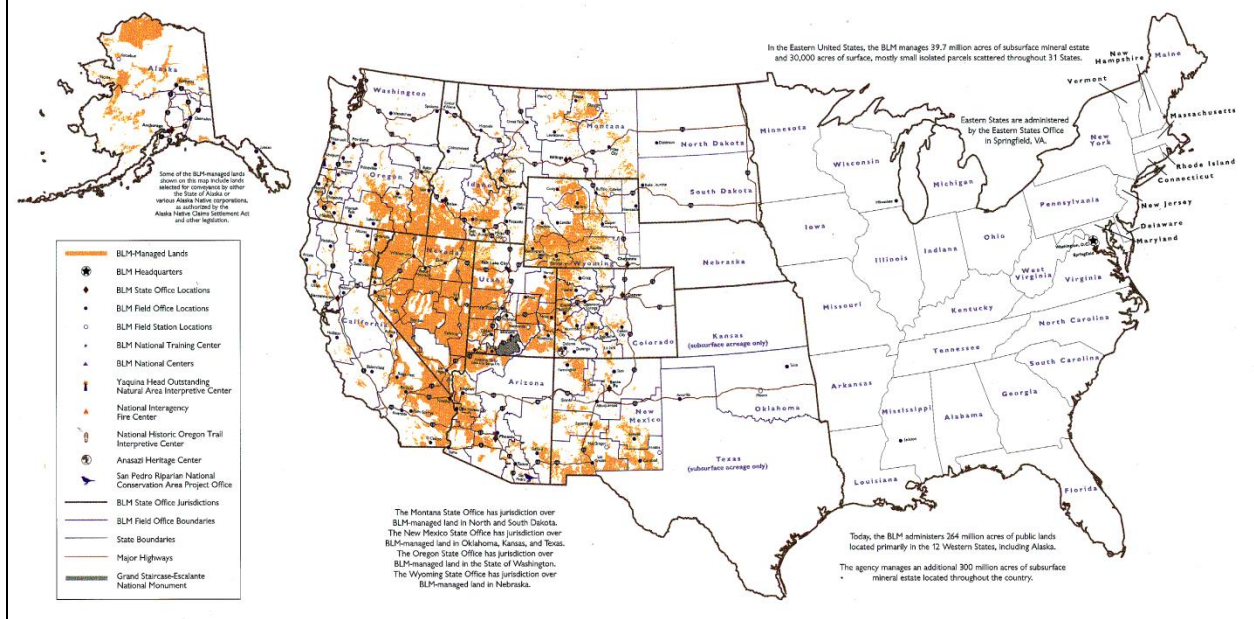 In the Eastern United States, the BLM manages 39.7 million acres of subsurface mineral estate
and 30,000 acres of surface, mostly small isolated parcels scattered throughout 31 States.
New
Hampshire
Maine
Vermont
Massachusetts
Eastern States are administered
by the Eastern States Office
in Springfield, VA.
New
York
Rhode Island
Connecticut
New Jersey
Delaware
Maryland
Alaska
Washington
Montana
North Dakota
Minnesota
Wisconsin
Michigan
Oregon
Idaho
South Dakota
Pennsylvania
Some of the BLM-managed lands
shown on this map include lands
selected for conveyance by either
the State of Alaska or
various Alaska Native corporations,
as authorized by the
Alaska Native Claims Settlement Act
and other legislation.
Iowa
Nevada
Wyoming
Nebraska
Illinois
Indiana
Ohio
Washington, D.C.
Springfield
West
Virginia
Virginia
Utah
California
Colorado
Kansas
(subsurface acreage only)
Missouri
Kentucky
North Carolina
Tennessee
South Carolina
Arizona
New
Mexico
Oklahoma
Arkansas
Mississippi
Alabama
Georgia
Texas
(subsurface acreage only)
Louisiana
Florida
BLM-Managed Lands
BLM Headquarters
BLM State Office Locations
BLM Field Office Locations
BLM Field Station Locations
BLM National Training Center
BLM National Centers
Yaquina Head Outstanding
Natural Area Interpretive Center
National Interagency
Fire Center
National Historic Oregon Trail
Interpretive Center
Anasazi Heritage Center
San Pedro Riparian National
Conservation Area Project Office
BLM State Office Jurisdictions
BLM Field Office Boundaries
State Boundaries
Major Highways
Grand Staircase-Escalante
National Monument
The Montana State Office has jurisdiction over
BLM-managed land in North and South Dakota.
The New Mexico State Office has jurisdiction over
BLM-managed land in Oklahoma, Kansas, and Texas.
The Oregon State Office has jurisdiction over
BLM-managed land in the State of Washington.
The Wyoming State Office has jurisdiction over
BLM-managed land in Nebraska.
Today, the BLM administers 264 million acres of public lands
located primarily in the 12 Western States, including Alaska.
The agency manages an additional 300 million acres of subsurface
mineral estate located throughout the country.